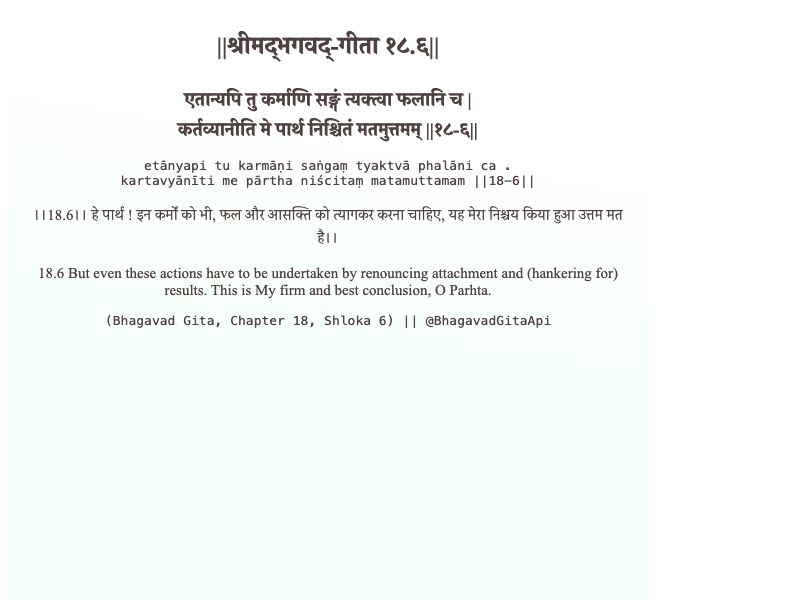 ||श्रीमद्‍भगवद्‍-गीता १८.६||
एतान्यपि तु कर्माणि सङ्गं त्यक्त्वा फलानि च |
कर्तव्यानीति मे पार्थ निश्िचतं मतमुत्तमम् ||१८-६||
etānyapi tu karmāṇi saṅgaṃ tyaktvā phalāni ca .
kartavyānīti me pārtha niścitaṃ matamuttamam ||18-6||
।।18.6।। हे पार्थ ! इन कर्मों को भी, फल और आसक्ति को त्यागकर करना चाहिए, यह मेरा निश्चय किया हुआ उत्तम मत
है।।
18.6 But even these actions have to be undertaken by renouncing attachment and (hankering for)
results. This is My firm and best conclusion, O Parhta.
(Bhagavad Gita, Chapter 18, Shloka 6) || @BhagavadGitaApi